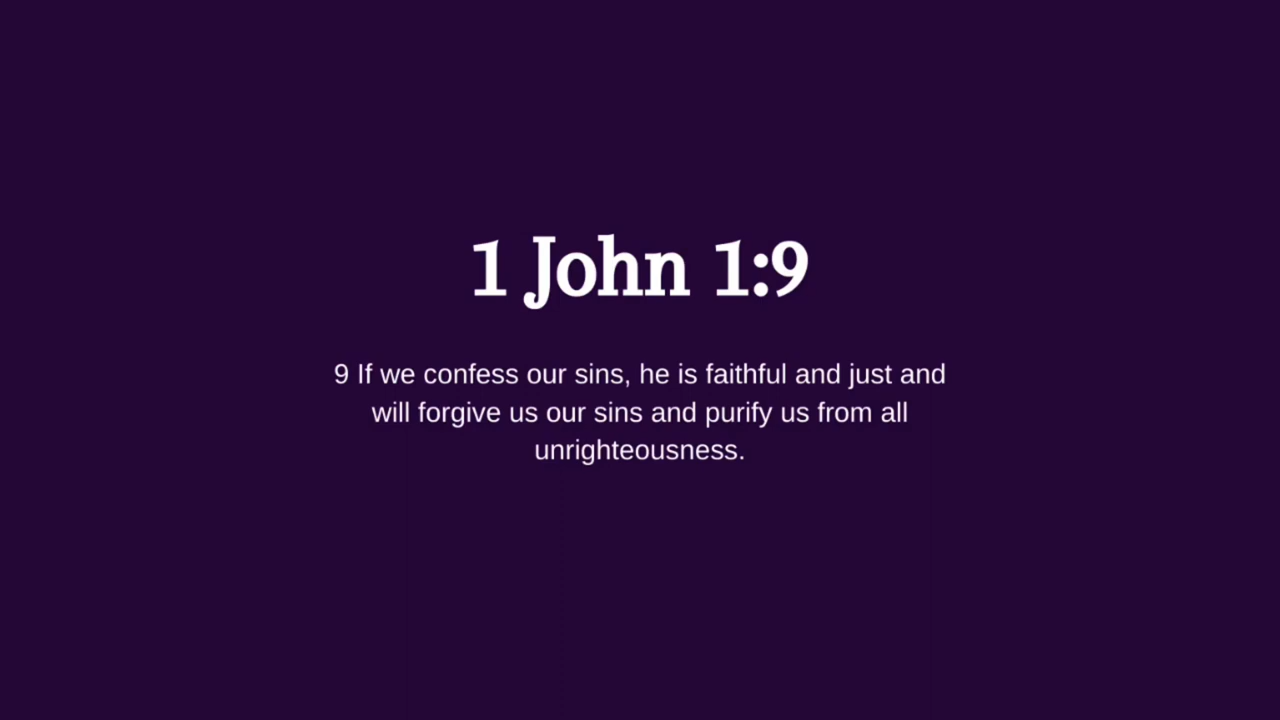 1 John 1:9
9 If we confess our sins, he is faithful and just and
will forgive us our sins and purify us from all
unrighteousness.